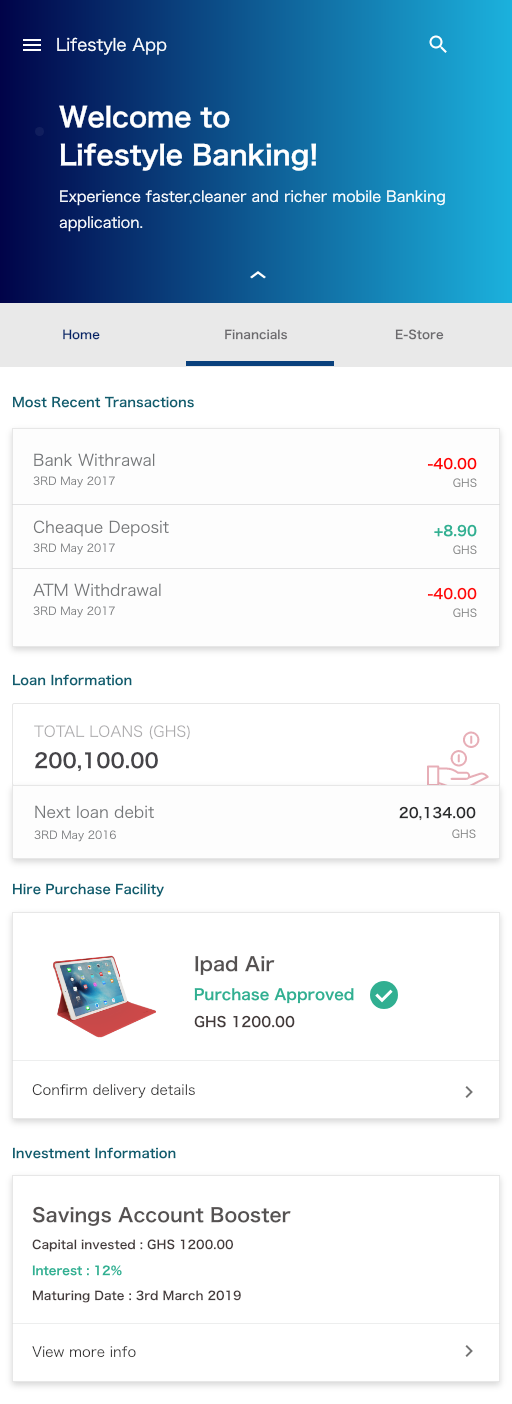 Lifestyle App
Welcome to
Lifestyle Banking!
Experience faster,cleaner and richer mobile Banking
application.
Home
Financials
E-Store
Most Recent Transactions
Bank Withrawal
-40.00
3RD May 2017
GHS
Cheaque Deposit
+8.90
3RD May 2017
GHS
ATM Withdrawal
-40.00
3RD May 2017
GHS
Loan Information
TOTAL LOANS (GHS)
200,100.00
Next loan debit
20,134.00
3RD May 2016
GHS
Hire Purchase Facility
Ipad Air
Purchase Approved
GHS 1200.00
Confirm delivery details
Investment Information
Savings Account Booster
Capital invested : GHS 1200.00
Interest : 12%
Maturing Date : 3rd March 2019
View more info